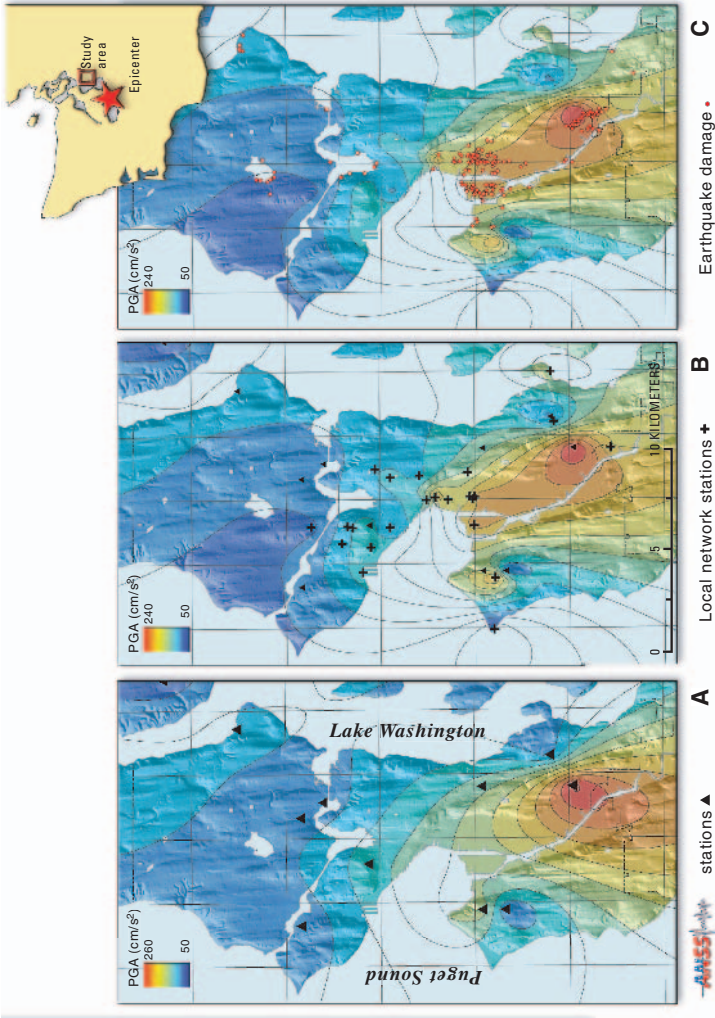 PGA (cm/s²)
260
50
Puget Sound
Lake Washington
ANSS
stations
A
PGA (cm/s²)
240
50
0
5
10 KILOMETERS
Local network stations
B
PGA (cm/s²)
240
50
Study
area
Epicenter
Earthquake damage
C